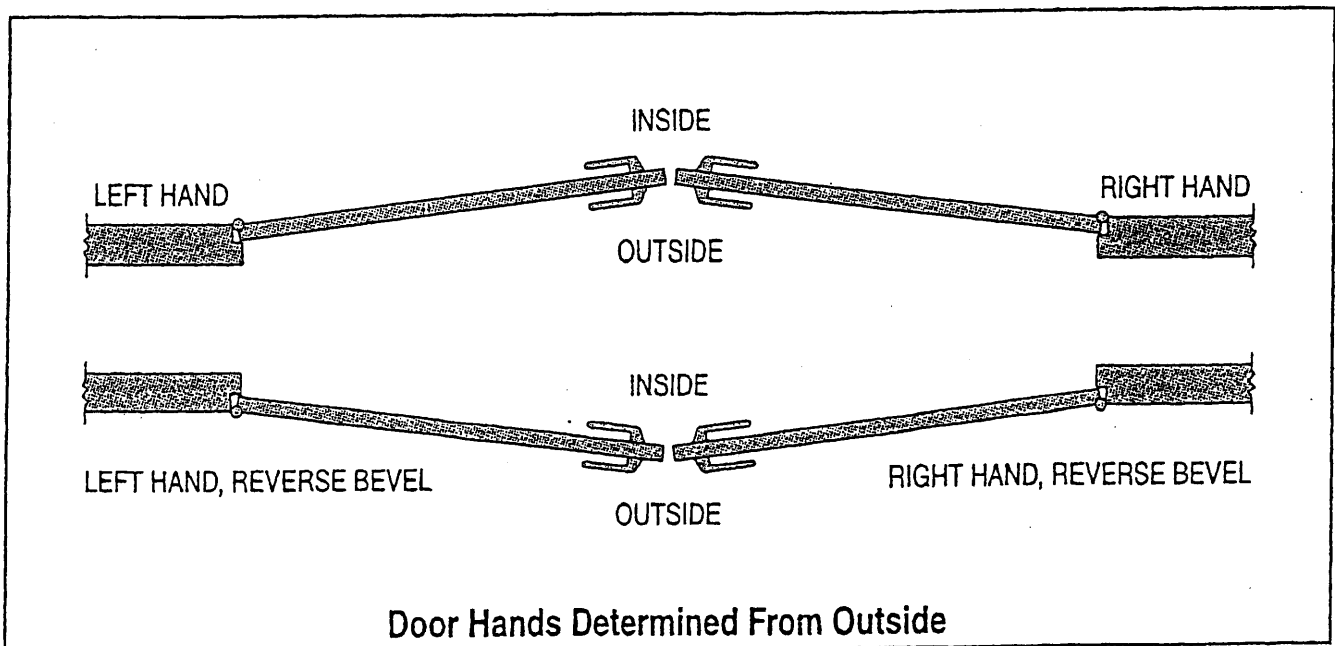 INSIDE
LEFT HAND
RIGHT HAND
OUTSIDE
INSIDE
LEFT HAND, REVERSE BEVEL
RIGHT HAND, REVERSE BEVEL
OUTSIDE
Door Hands Determined From Outside